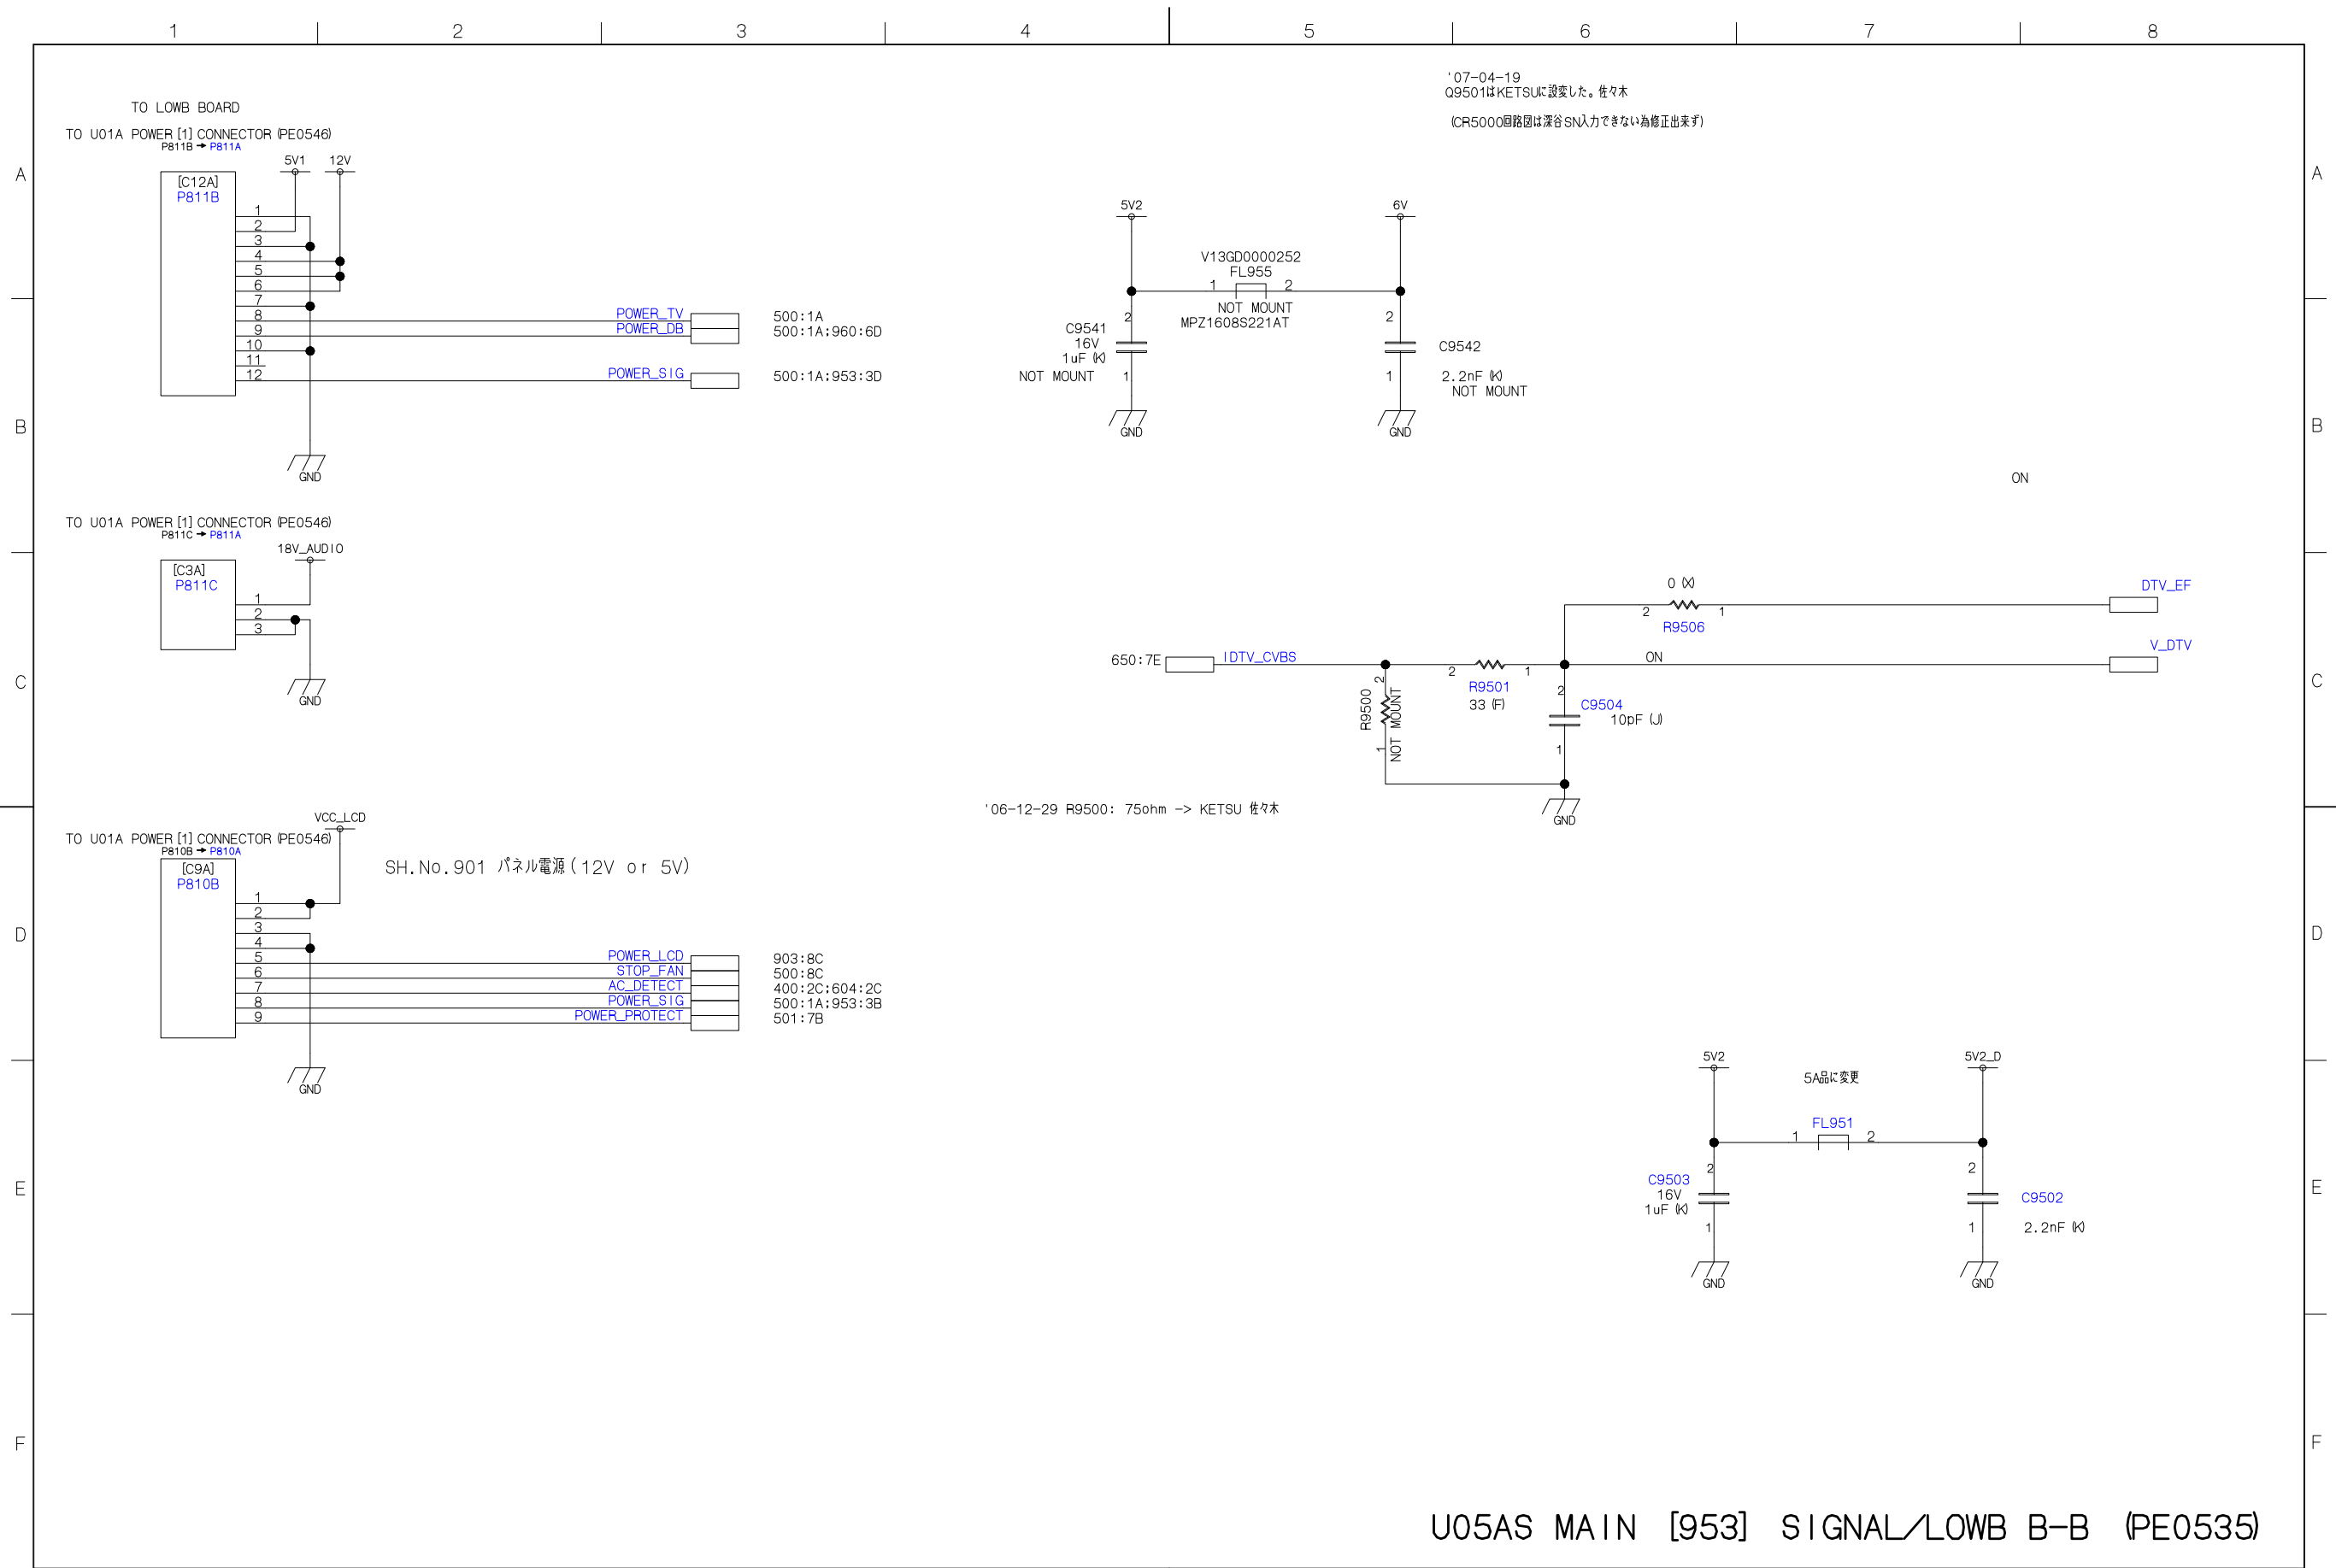 1 2 3 4 5 6 7 8
'07-04-19
Q9501はKETSUに設変した。佐々木
(CR5000回路図は深谷SN入力できない為修正出来ず)
A
A
TO LOWB BOARD
TO U01A POWER [1] CONNECTOR (PE0546)
P811B → P811A
5V1 12V
[C12A]
P811B
1
2
3
4
5
6
7
8
9
10
11
12
POWER_TV 500:1A
POWER_DB 500:1A;960:6D
POWER_SIG 500:1A;953:3D
GND
5V2 6V
V13GD0000252
FL955
1 2
NOT MOUNT
MPZ1608S221AT
2
C9541
16V
1uF (K)
NOT MOUNT 1
GND
2
C9542
1 2.2nF (K)
NOT MOUNT
GND
B
B
ON
TO U01A POWER [1] CONNECTOR (PE0546)
P811C → P811A
18V_AUDIO
[C3A]
P811C
1
2
3
GND
C
C
0 (X)
2 1
R9506
DTV_EF
650:7E IDTV_CVBS
2 1
R9501
33 (F)
ON
V_DTV
2
R9500
NOT MOUNT
1
2
C9504
10pF (J)
1
GND
'06-12-29 R9500: 75ohm -> KETSU 佐々木
VCC_LCD
TO U01A POWER [1] CONNECTOR (PE0546)
P810B → P810A
SH.No.901 パネル電源(12V or 5V)
[C9A]
P810B
1
2
3
4
5
6
7
8
9
POWER_LCD 903:8C
STOP_FAN 500:8C
AC_DETECT 400:2C;604:2C
POWER_SIG 500:1A;953:3B
POWER_PROTECT 501:7B
GND
D
D
5V2 5V2_D
5A品に変更
FL951
1 2
2
C9503
16V
1uF (K)
1
GND
2
C9502
1 2.2nF (K)
GND
E
E
F
F
U05AS MAIN [953] SIGNAL/LOWB B-B (PE0535)